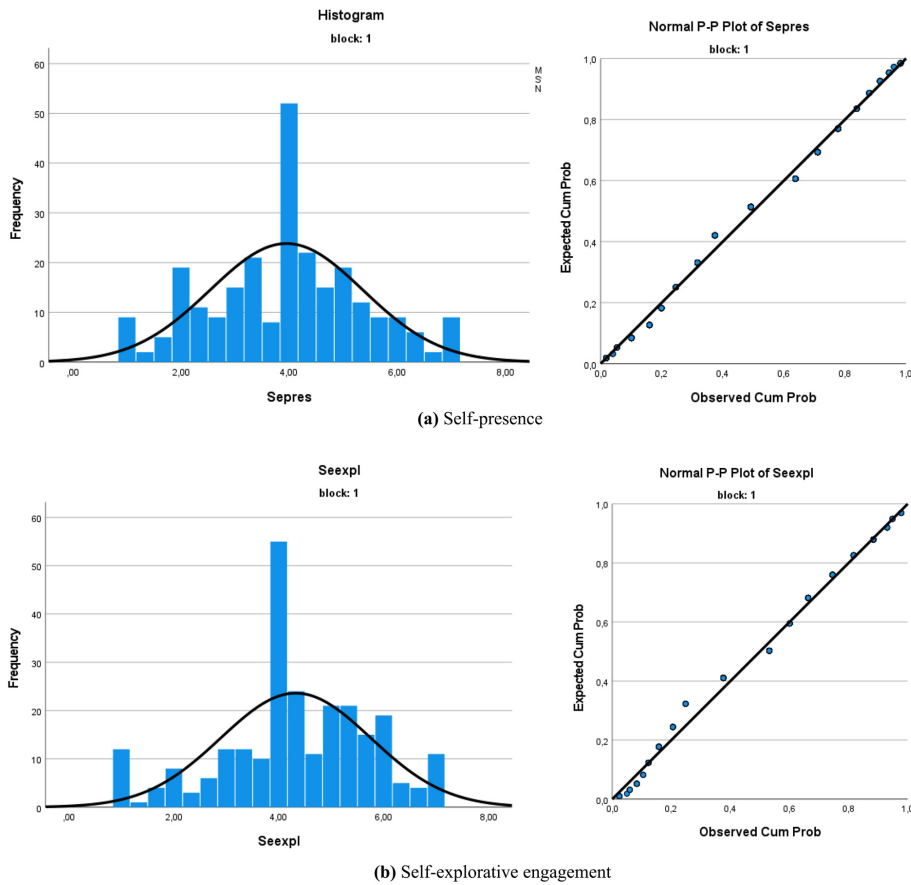 Histogram
block: 1
Frequency
60
50
40
30
20
10
0
,00
2,00
4,00
6,00
8,00
Sepres
M
S
N
Normal P-P Plot of Sepres
block: 1
Expected Cum Prob
1,0
0,8
0,6
0,4
0,2
0,0
0,0
0,2
0,4
0,6
0,8
1,0
Observed Cum Prob
(a) Self-presence
Seexpl
block: 1
Frequency
60
50
40
30
20
10
0
,00
2,00
4,00
6,00
8,00
Seexpl
Normal P-P Plot of Seexpl
block: 1
Expected Cum Prob
1,0
0,8
0,6
0,4
0,2
0,0
0,0
0,2
0,4
0,6
0,8
1,0
Observed Cum Prob
(b) Self-explorative engagement